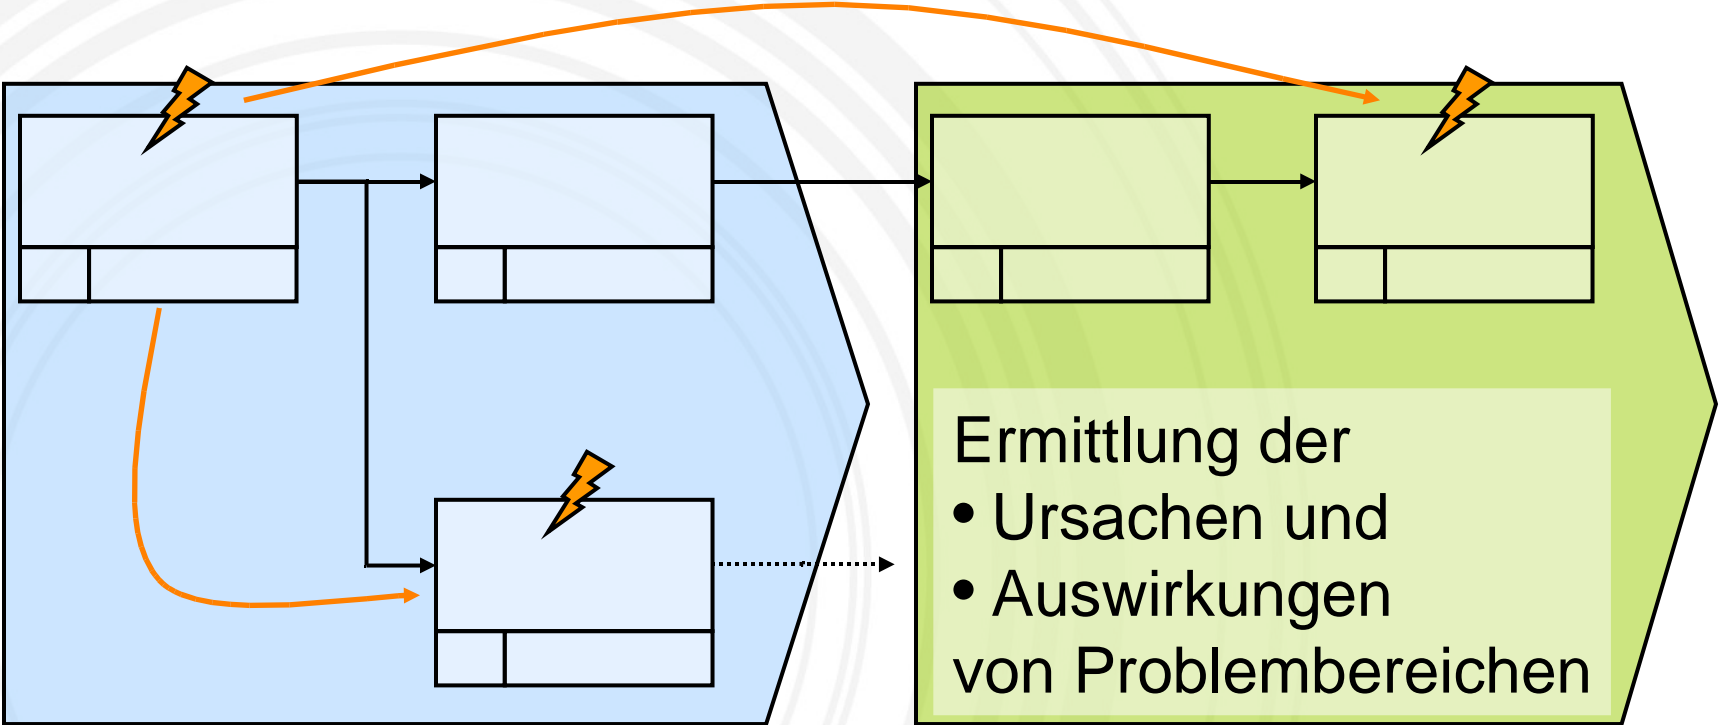 Ermittlung der
• Ursachen und
• Auswirkungen
von Problembereichen